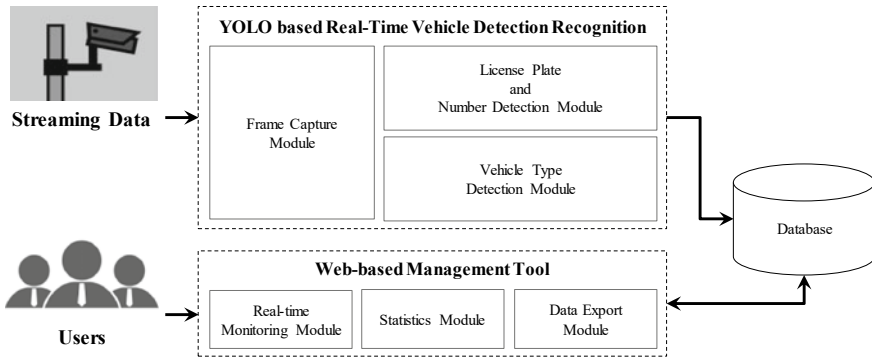 YOLO based Real-Time Vehicle Detection Recognition
Streaming Data
Frame Capture
Module
License Plate
and
Number Detection Module
Vehicle Type
Detection Module
Database
Users
Web-based Management Tool
Real-time
Monitoring Module
Statistics Module
Data Export
Module